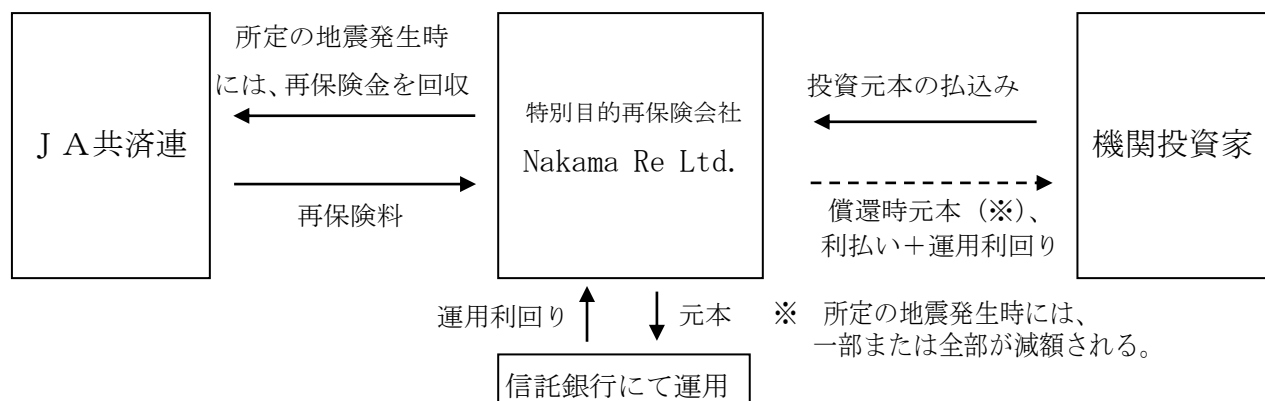 所定の地震発生時
には、再保険金を回収
ＪＡ共済連
再保険料
特別目的再保険会社
Nakama Re Ltd.
投資元本の払込み
機関投資家
償還時元本（※）、
利払い＋運用利回り
運用利回り
元本
※　所定の地震発生時には、
一部または全部が減額される。
信託銀行にて運用